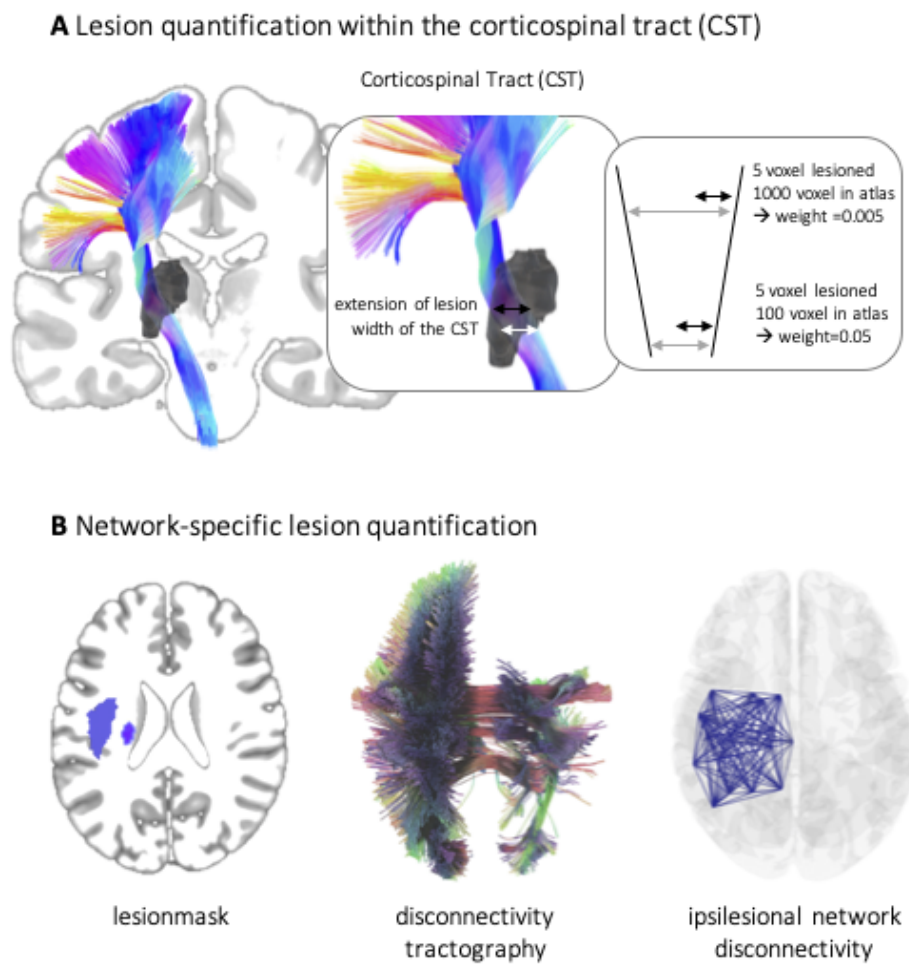 A Lesion quantification within the corticospinal tract (CST)
Corticospinal Tract (CST)
5 voxel lesioned
1000 voxel in atlas
→ weight =0.005
extension of lesion
width of the CST
5 voxel lesioned
100 voxel in atlas
→ weight=0.05
B Network-specific lesion quantification
lesionmask
disconnectivity
tractography
ipsilesional network
disconnectivity